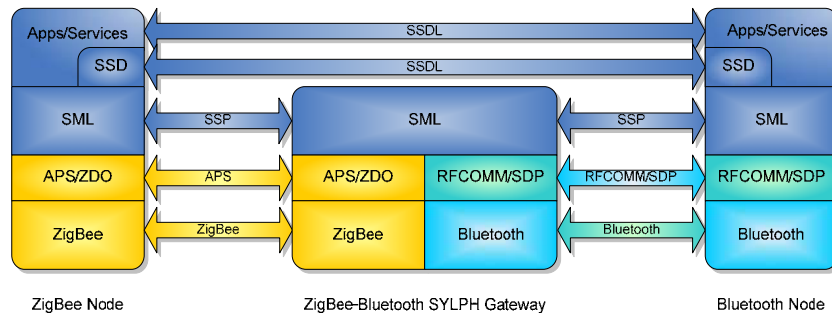 Apps/Services
SSDL
Apps/Services
SSD
SSDL
SSD
SML
SSP
SML
SSP
SML
APS/ZDO
APS
APS/ZDO
RFCOMM/SDP
RFCOMM/SDP
RFCOMM/SDP
ZigBee
ZigBee
ZigBee
Bluetooth
Bluetooth
Bluetooth
ZigBee Node
ZigBee-Bluetooth SYLPH Gateway
Bluetooth Node